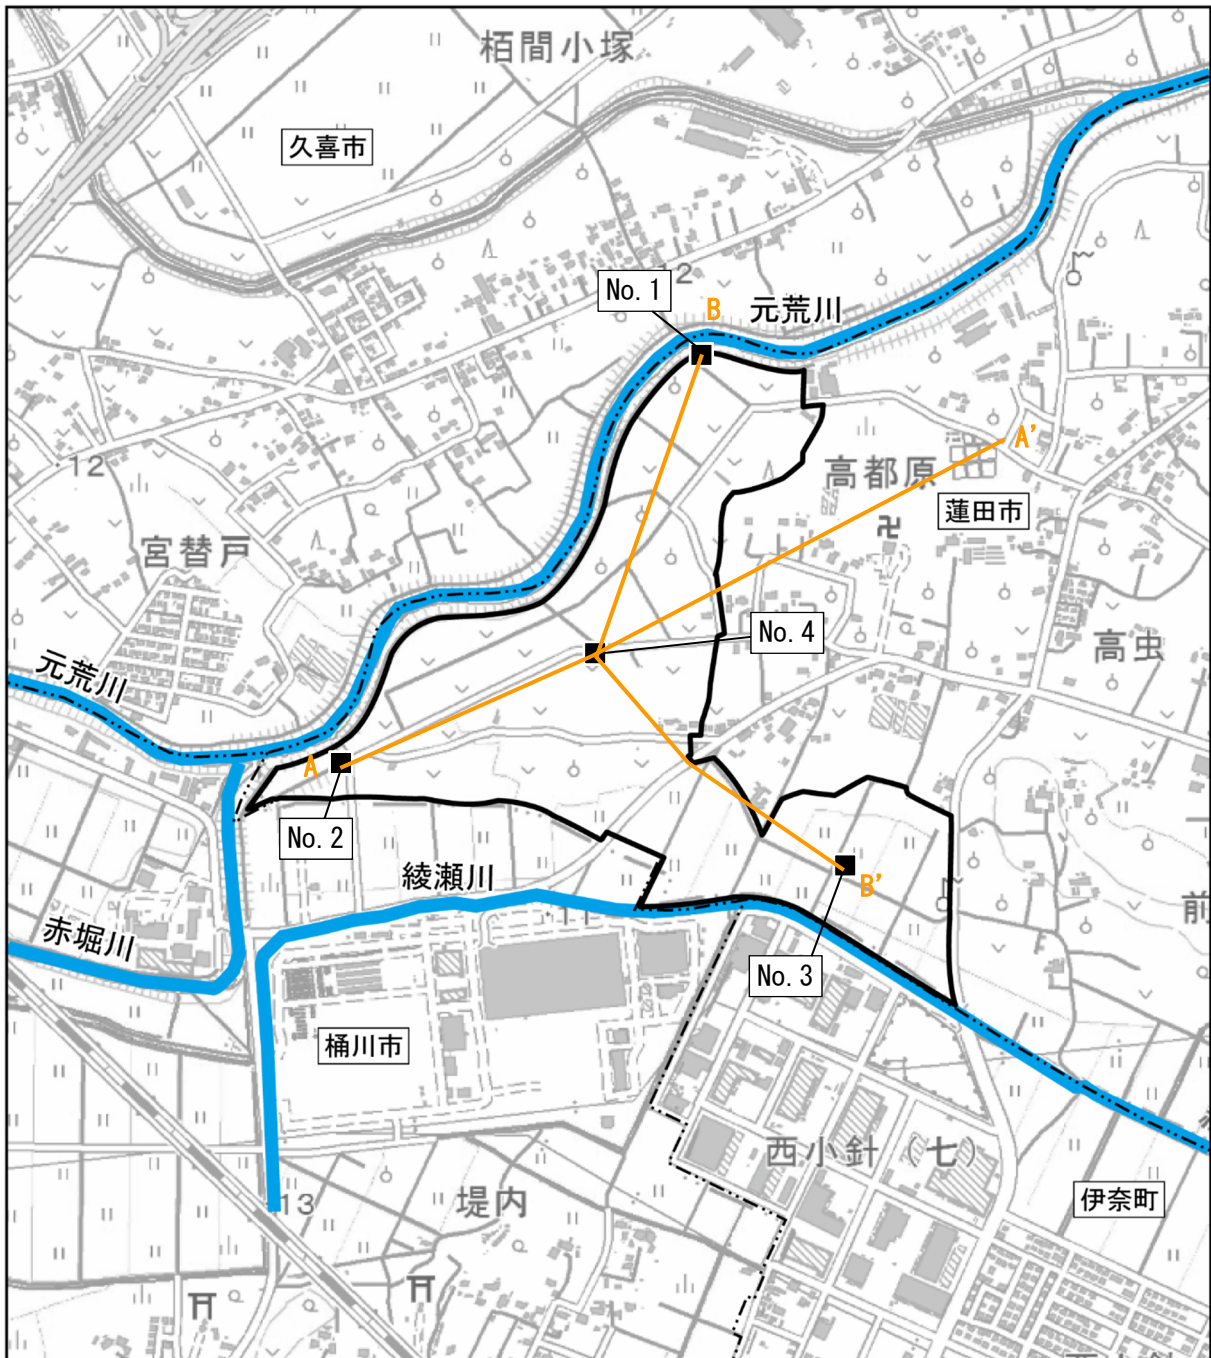 栢間小塚
久喜市
12
No. 1
B
元荒川
A'
高都原
蓮田市
12
宮替戸
No. 4
高虫
元荒川
A
No. 2
綾瀬川
B'
11
前
赤堀川
No. 3
桶川市
西小針(七)
堤内
13
伊奈町